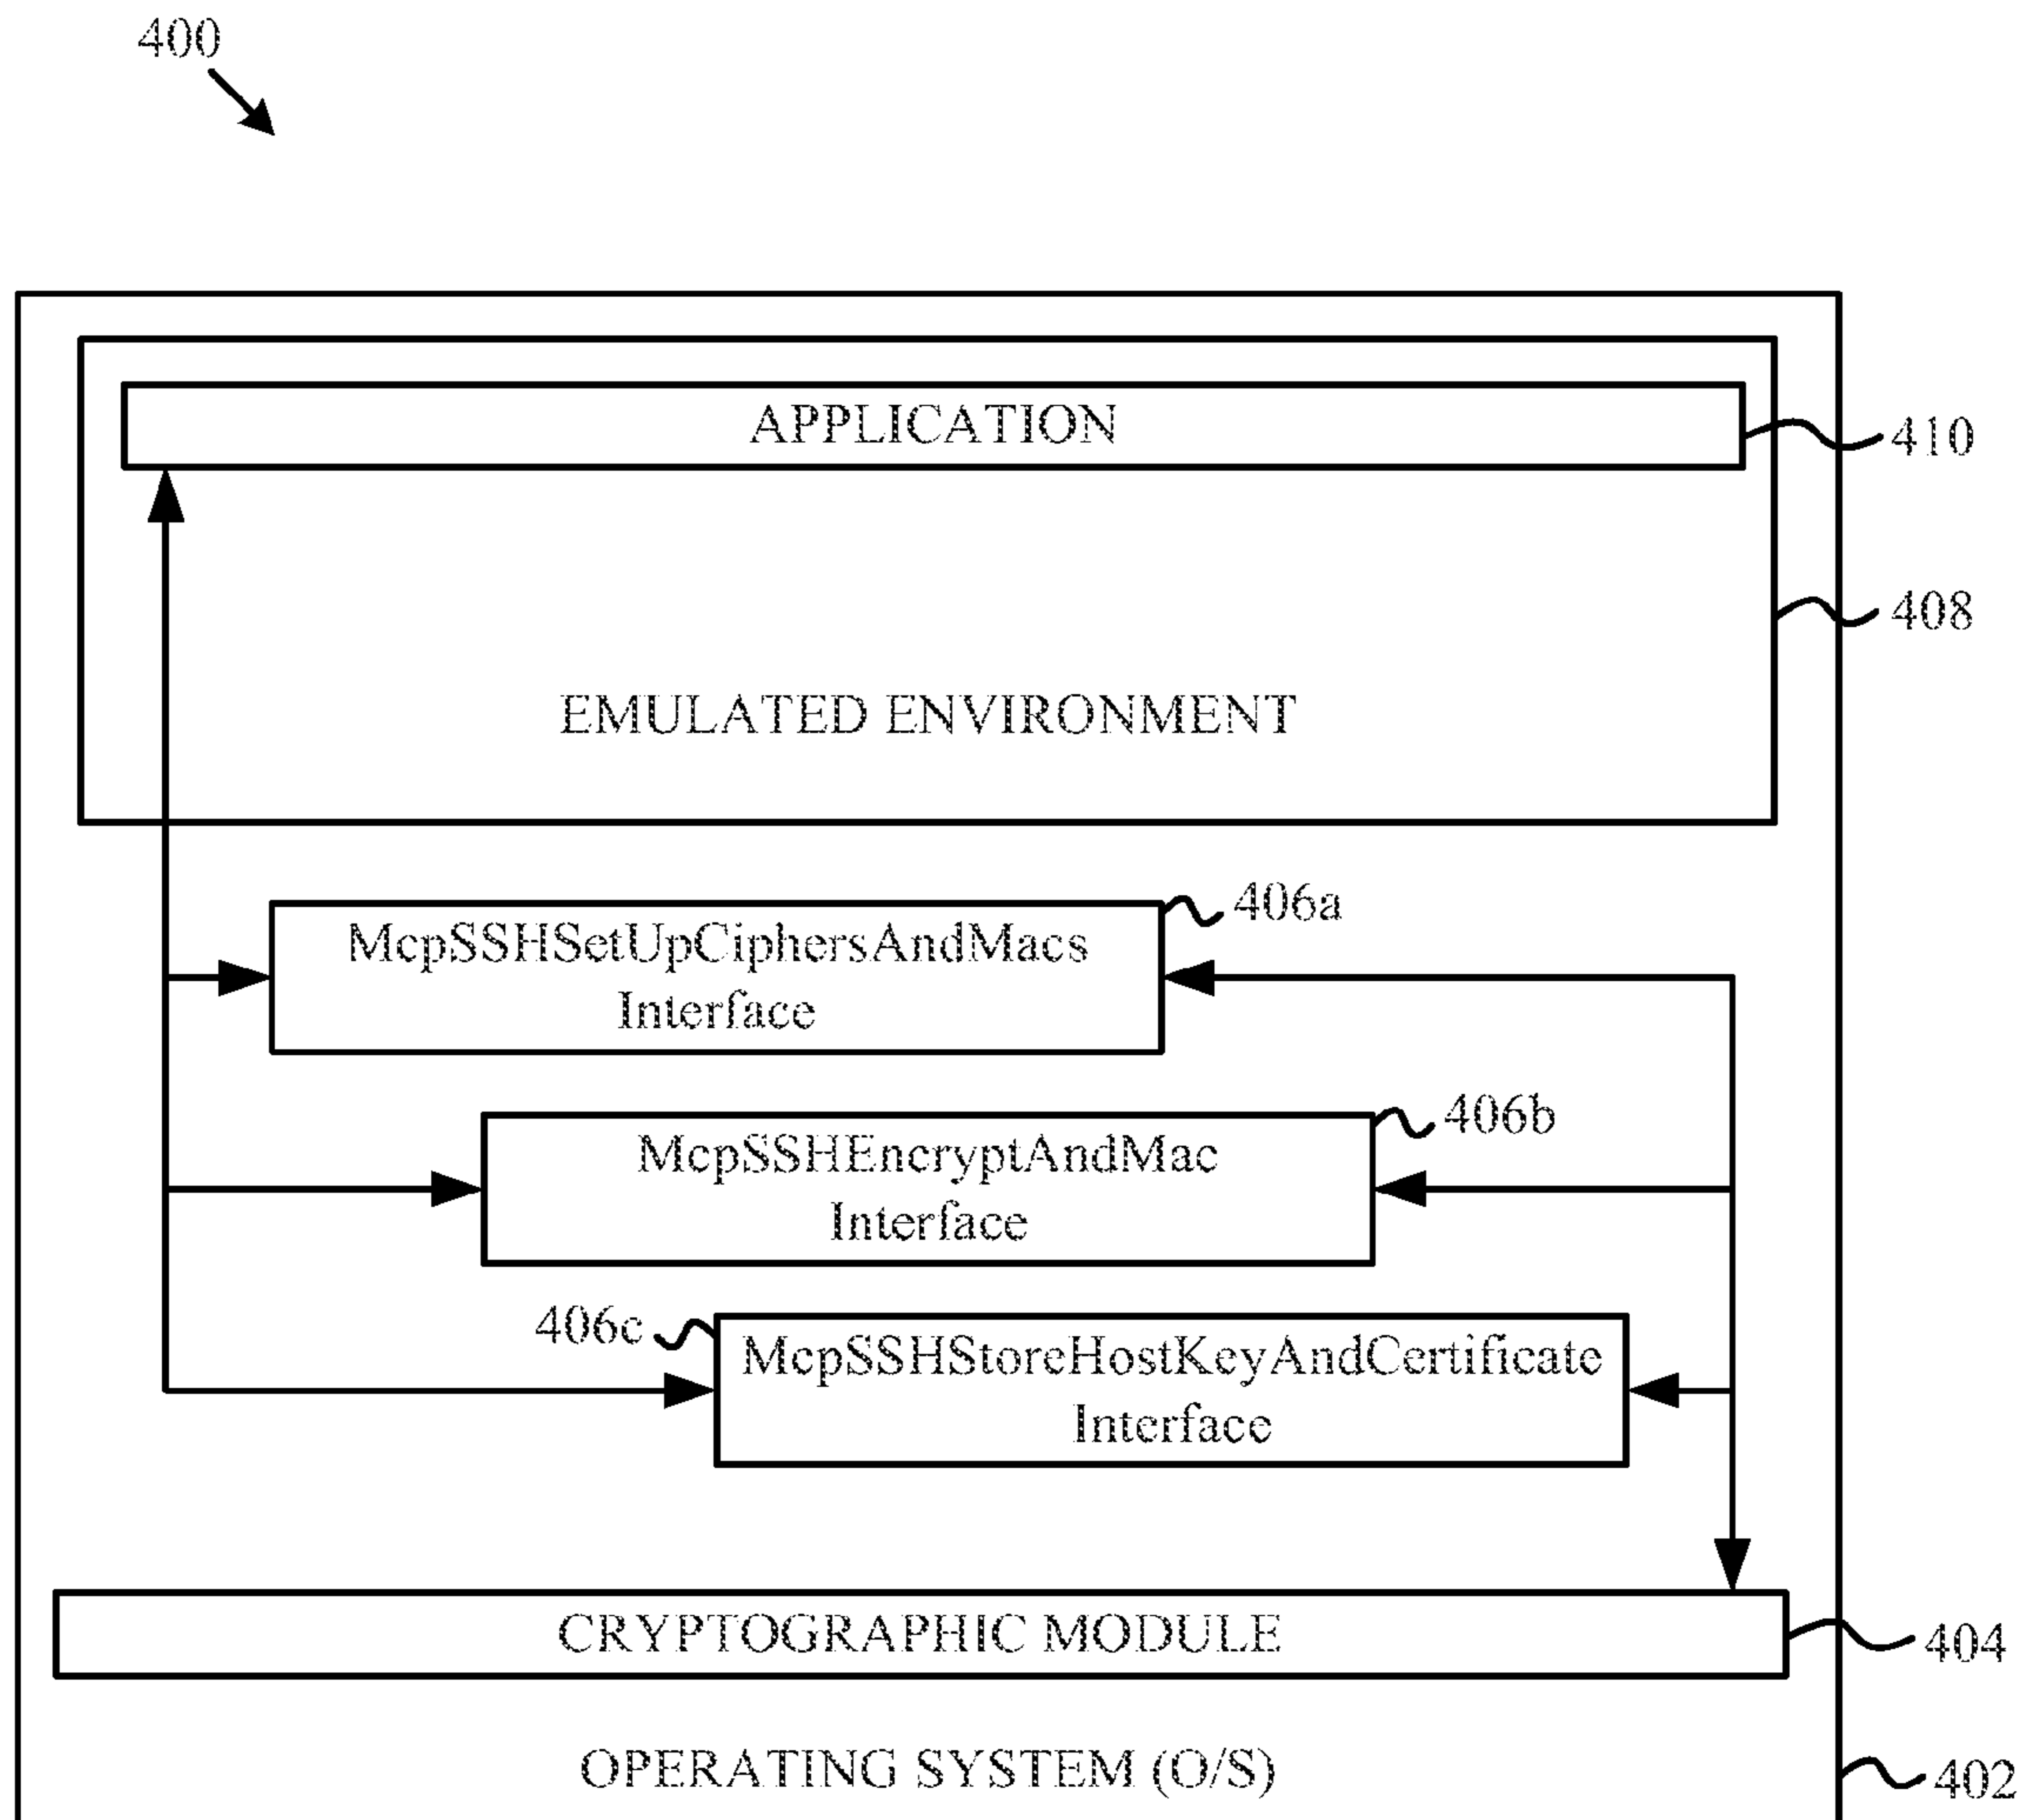 400
APPLICATION
410
408
EMULATED ENVIRONMENT
406a
McpSSHSetUpCiphersAndMacs
Interface
406b
McpSSHEncryptAndMac
Interface
406c
McpSSHStoreHostKeyAndCertificate
Interface
CRYPTOGRAPHIC MODULE
404
OPERATING SYSTEM (O/S)
402